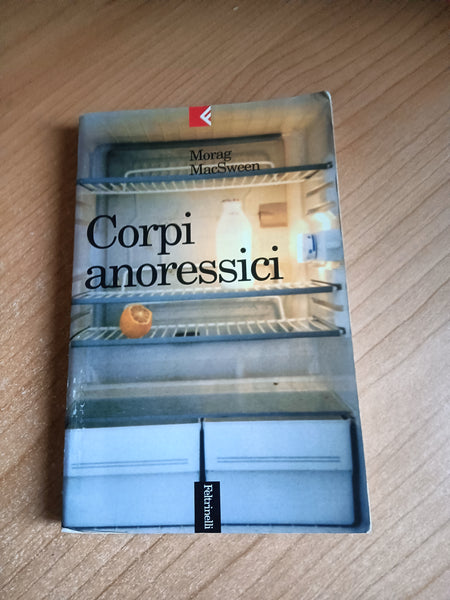 Morag
MacSween
Corpi
anoressici
Feltrinelli